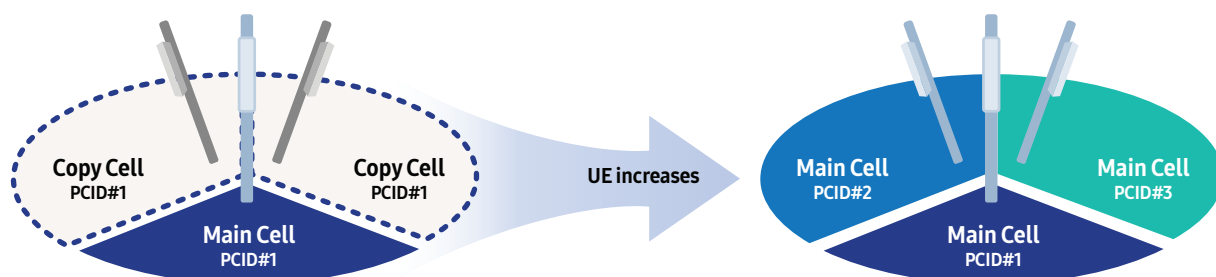 Copy Cell
PCID#1
Copy Cell
PCID#1
Main Cell
PCID#1
UE increases
Main Cell
PCID#2
Main Cell
PCID#3
Main Cell
PCID#1